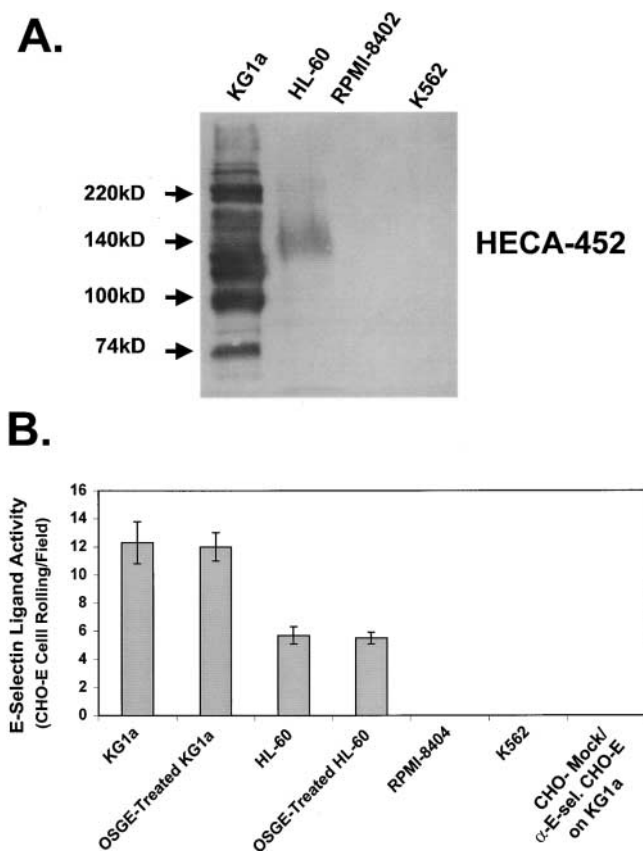 A.
KG1a
HL-60
RPMI-8402
K562
220kD
140kD
100kD
74kD
HECA-452
B.
E-Selectin Ligand Activity
(CHO-E Celll Rolling/Field)
16
14
12
10
8
6
4
2
0
KG1a
OSGE-Treated KG1a
HL-60
OSGE-Treated HL-60
RPMI-8404
K562
CHO- Mock/
α-E-sel. CHO-E
on KG1a